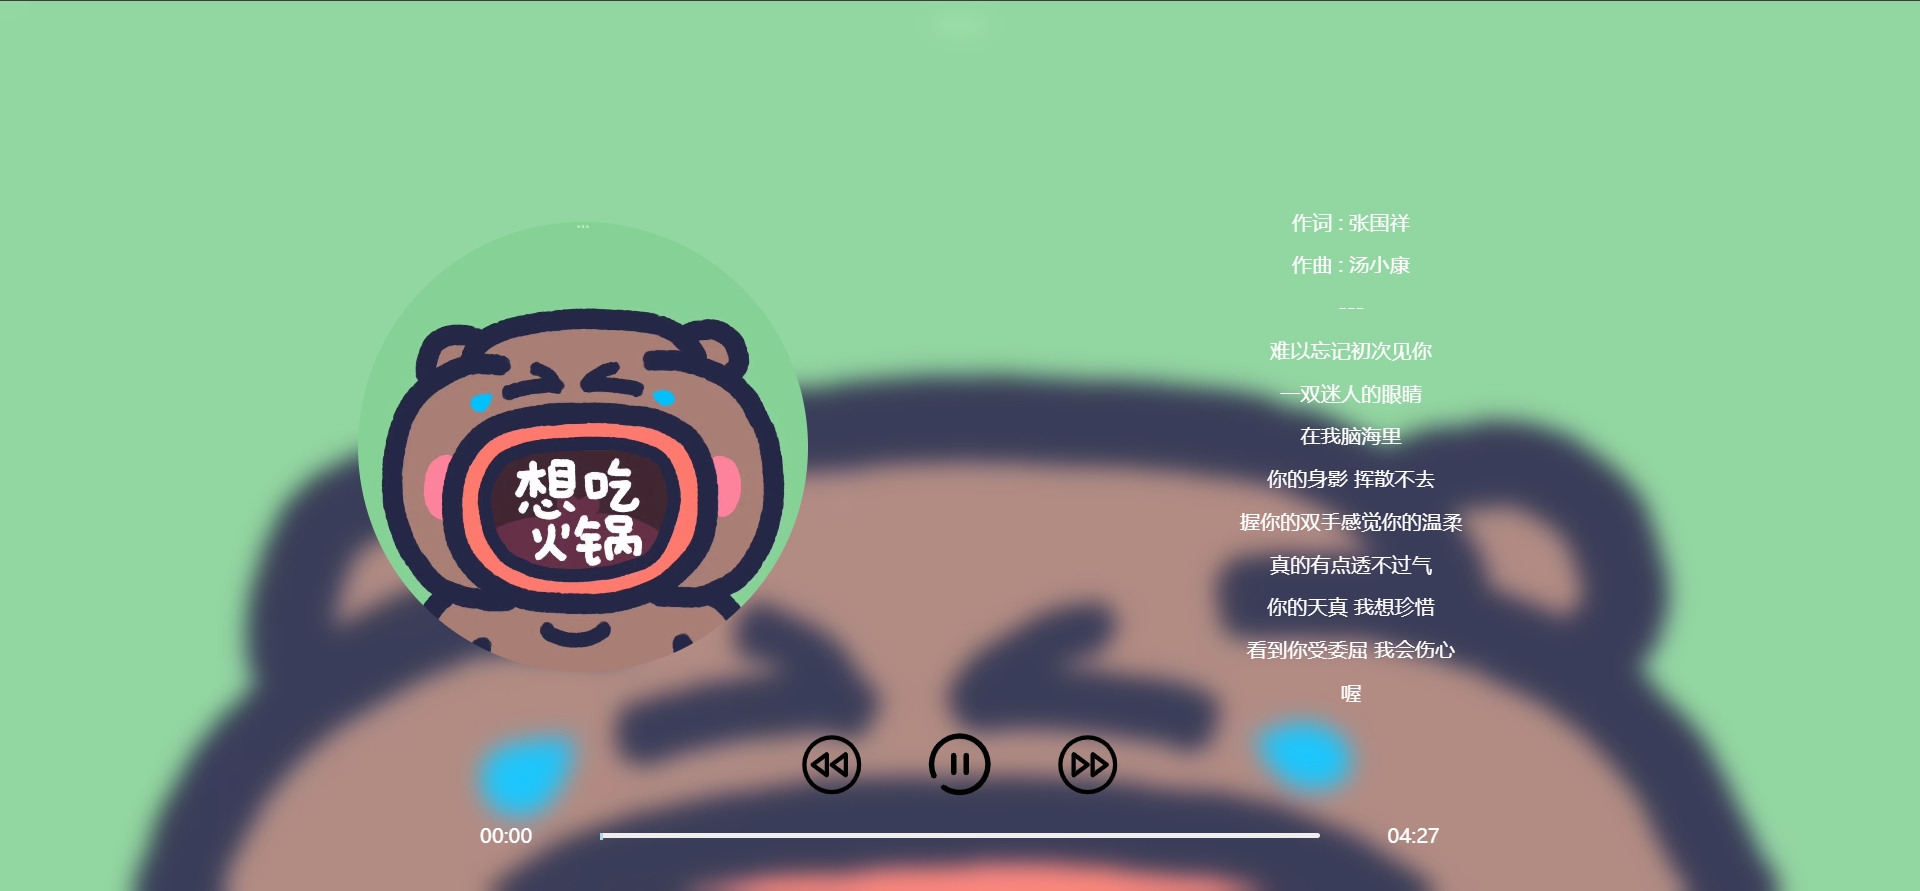 想吃
火锅
作词 : 张国祥
作曲 : 汤小康
---
难以忘记初次见你
一双迷人的眼睛
在我脑海里
你的身影 挥散不去
握你的双手感觉你的温柔
真的有点透不过气
你的天真 我想珍惜
看到你受委屈 我会伤心
喔
00:00
04:27